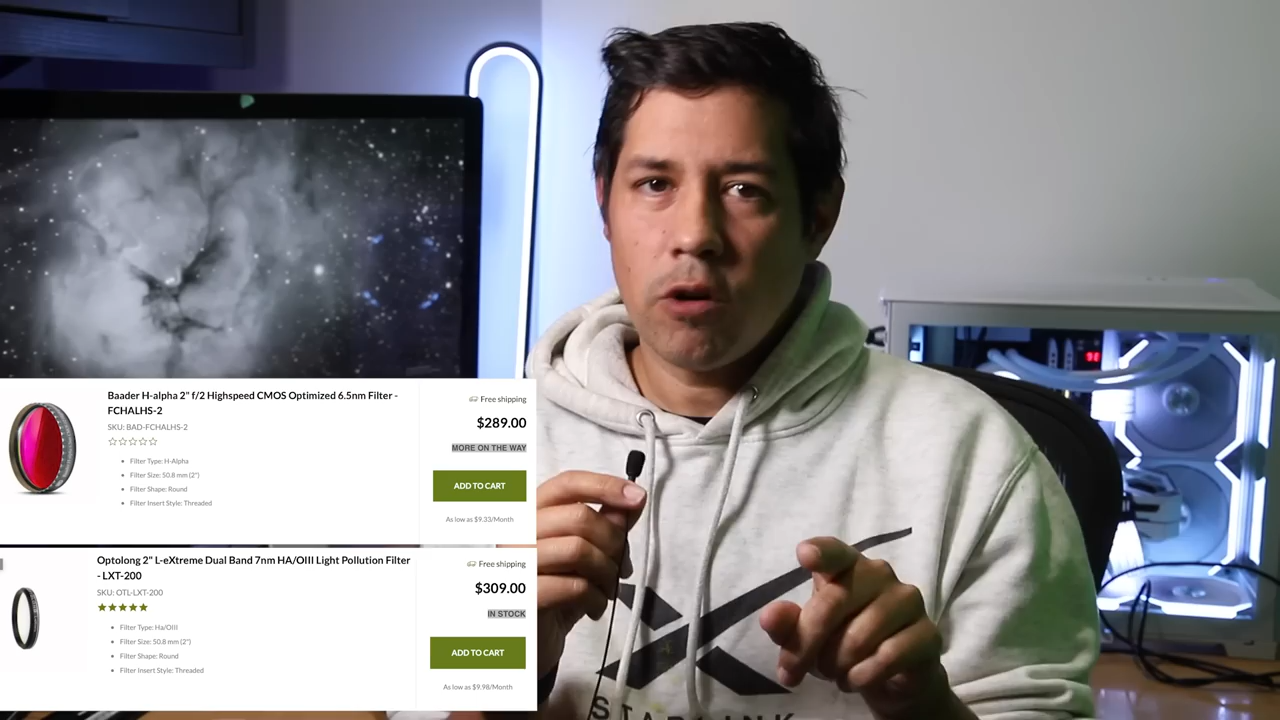 Baader H-alpha 2" f/2 Highspeed CMOS Optimized 6.5nm Filter -
FCHALHS-2
SKU: BAD-FCHALHS-2
Filter Type: H-Alpha
Filter Size: 50.8 mm (2")
Filter Shape: Round
Filter Insert Style: Threaded
Free shipping
$289.00
MORE ON THE WAY
ADD TO CART
As low as $9.33/Month
Optolong 2" L-eXtreme Dual Band 7nm HA/OIII Light Pollution Filter
- LXT-200
SKU: OTL-LXT-200
Filter Type: Ha/OIII
Filter Size: 50.8 mm (2")
Filter Shape: Round
Filter Insert Style: Threaded
Free shipping
$309.00
IN STOCK
ADD TO CART
As low as $9.98/Month
STARLINK